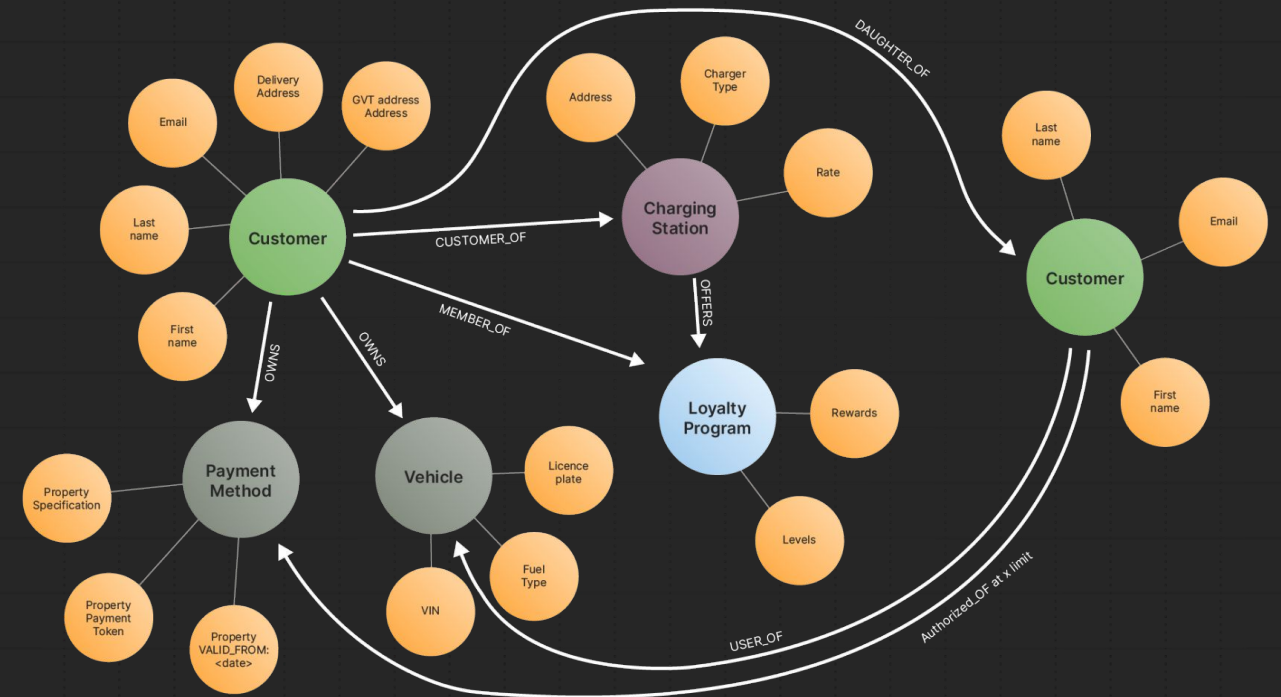 DAUGHTER_OF
Delivery
Address
Charger
Type
GVT address
Address
Address
Email
Last
name
Rate
Last
name
Customer
Charging
Station
Email
CUSTOMER_OF
Customer
First
name
MEMBER_OF
OFFERS
OWNS
OWNS
Loyalty
Program
Rewards
First
name
Payment
Method
Vehicle
Licence
plate
Property
Specification
Levels
Fuel
Type
Property
Payment
Token
VIN
Property
VALID_FROM:
<date>
USER_OF
Authorized_OF at x limit